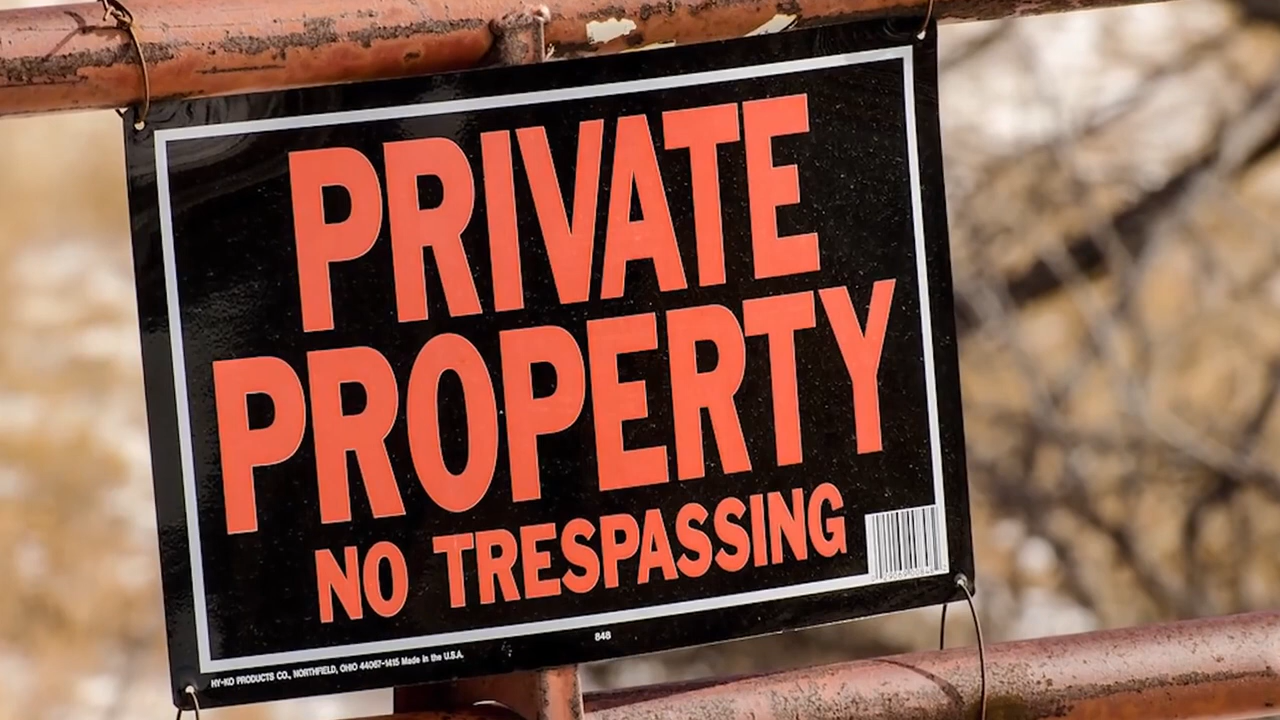 PRIVATE
PROPERTY
NO TRESPASSING
848
HY-KO PRODUCTS CO., NORTHFIELD, OHIO 44067-1415 Made in the U.S.A.